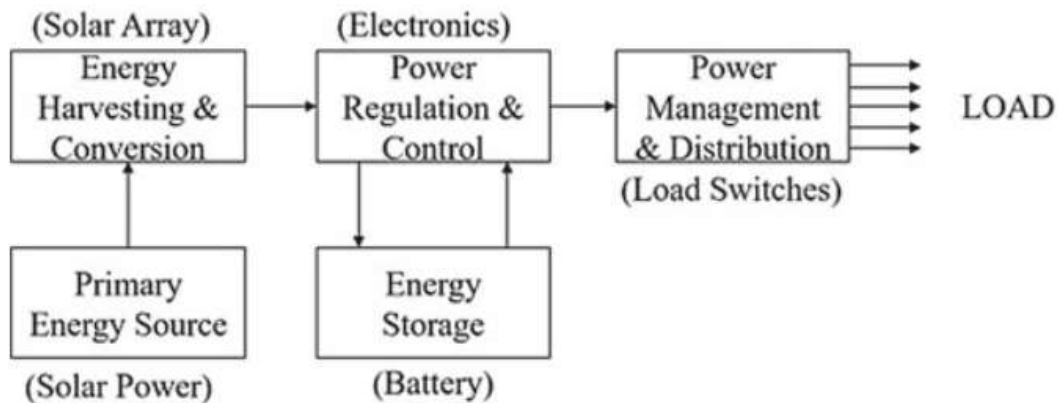 (Solar Array)
Energy
Harvesting &
Conversion
(Electronics)
Power
Regulation &
Control
Power
Management
& Distribution
(Load Switches)
LOAD
Primary
Energy Source
(Solar Power)
Energy
Storage
(Battery)